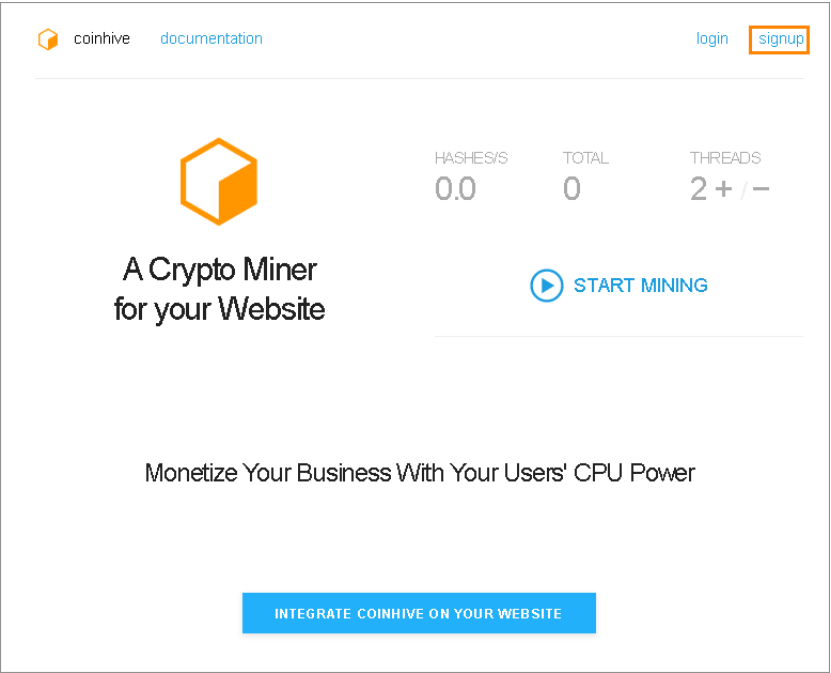 coinhive documentation login signup
HASHES/S TOTAL THREADS
0.0 0 2 + / −
A Crypto Miner
for your Website
START MINING
Monetize Your Business With Your Users' CPU Power
INTEGRATE COINHIVE ON YOUR WEBSITE